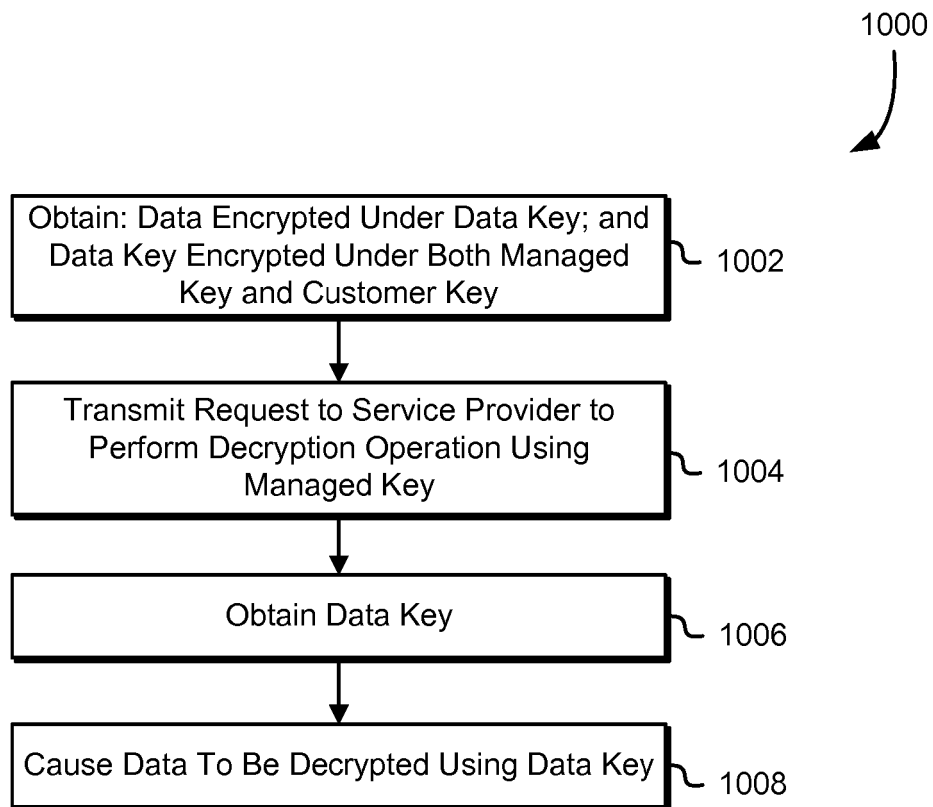 1000
Obtain: Data Encrypted Under Data Key; and
Data Key Encrypted Under Both Managed
Key and Customer Key
1002
Transmit Request to Service Provider to
Perform Decryption Operation Using
Managed Key
1004
Obtain Data Key
1006
Cause Data To Be Decrypted Using Data Key
1008